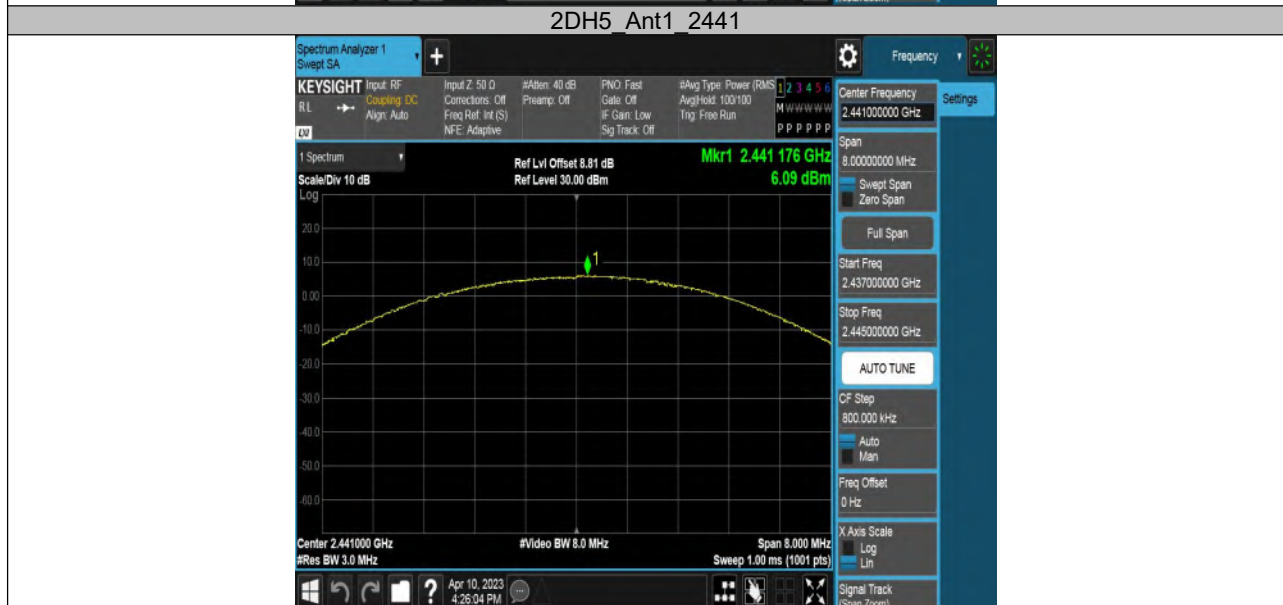 2DH5_Ant1_2441
Spectrum Analyzer 1
Swept SA
Frequency
KEYSIGHT
Input: RF
Coupling: DC
Align: Auto
Input Z: 50 Ω
Corrections: Off
Freq Ref: Int (S)
NFE: Adaptive
#Atten: 40 dB
Preamp: Off
PNO: Fast
Gate: Off
IF Gain: Low
Sig Track: Off
#Avg Type: Power (RMS
Avg|Hold: 100/100
Trig: Free Run
1 2 3 4 5 6
M W W W W W
P P P P P P
RL
LXI
Center Frequency
2.441000000 GHz
Settings
Span
8.00000000 MHz
Swept Span
Zero Span
Full Span
Start Freq
2.437000000 GHz
Stop Freq
2.445000000 GHz
AUTO TUNE
CF Step
800.000 kHz
Auto
Man
Freq Offset
0 Hz
X Axis Scale
Log
Lin
Signal Track
(Span Zoom)
1 Spectrum
Scale/Div 10 dB
Log
Ref Lvl Offset 8.81 dB
Ref Level 30.00 dBm
Mkr1 2.441 176 GHz
6.09 dBm
20.0
10.0
0.00
-10.0
-20.0
-30.0
-40.0
-50.0
-60.0
1
Center 2.441000 GHz
#Res BW 3.0 MHz
#Video BW 8.0 MHz
Span 8.000 MHz
Sweep 1.00 ms (1001 pts)
?
Apr 10, 2023
4:26:04 PM